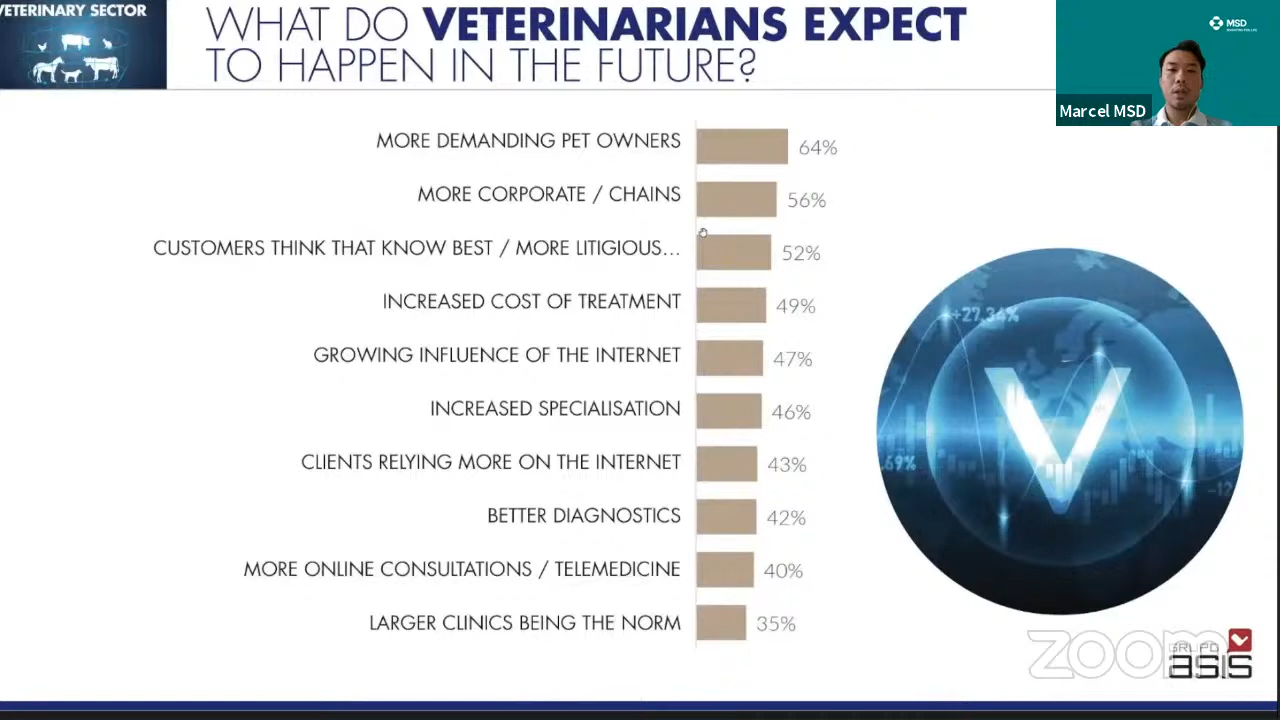 VETERINARY SECTOR
WHAT DO VETERINARIANS EXPECT
TO HAPPEN IN THE FUTURE?
MSD
Marcel MSD
MORE DEMANDING PET OWNERS 64%
MORE CORPORATE / CHAINS 56%
CUSTOMERS THINK THAT KNOW BEST / MORE LITIGIOUS... 52%
INCREASED COST OF TREATMENT 49%
GROWING INFLUENCE OF THE INTERNET 47%
INCREASED SPECIALISATION 46%
CLIENTS RELYING MORE ON THE INTERNET 43%
BETTER DIAGNOSTICS 42%
MORE ONLINE CONSULTATIONS / TELEMEDICINE 40%
LARGER CLINICS BEING THE NORM 35%
+27,34%
V
,69%
-12
zoom
GRUPO
asis